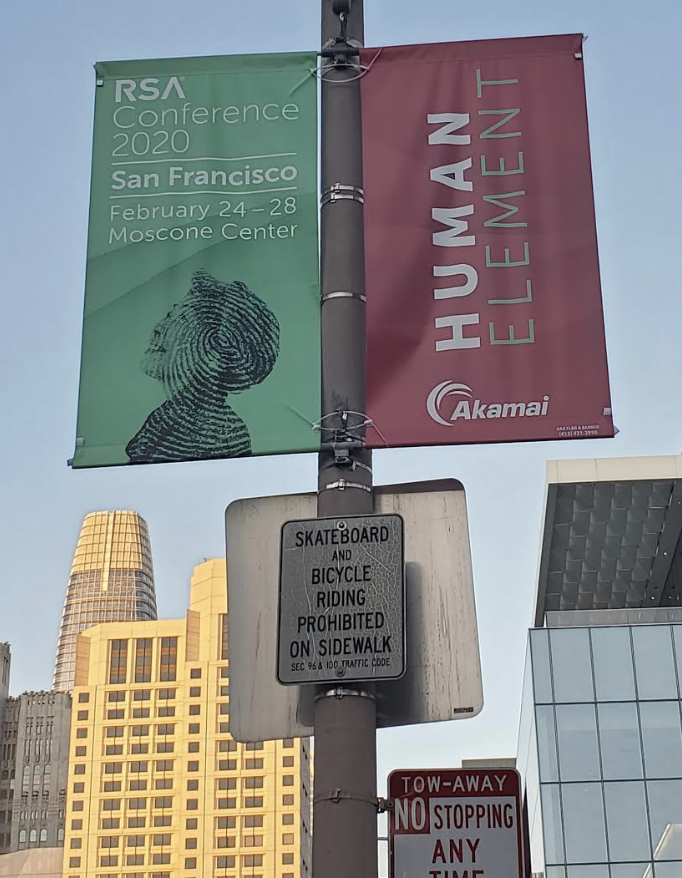 RSA
Conference
2020
San Francisco
February 24–28
Moscone Center
HUMAN
ELEMENT
Akamai
SKATEBOARD
AND
BICYCLE
RIDING
PROHIBITED
ON SIDEWALK
SEC 96 & 100 TRAFFIC CODE
TOW-AWAY
NO STOPPING
ANY
TIME